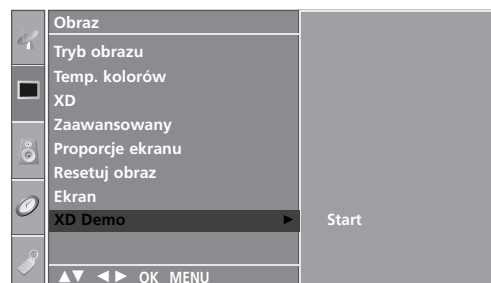 Obraz
Tryb obrazu
Temp. kolorów
XD
Zaawansowany
Proporcje ekranu
Resetuj obraz
Ekran
XD Demo ► Start
▲▼ ◄► OK MENU